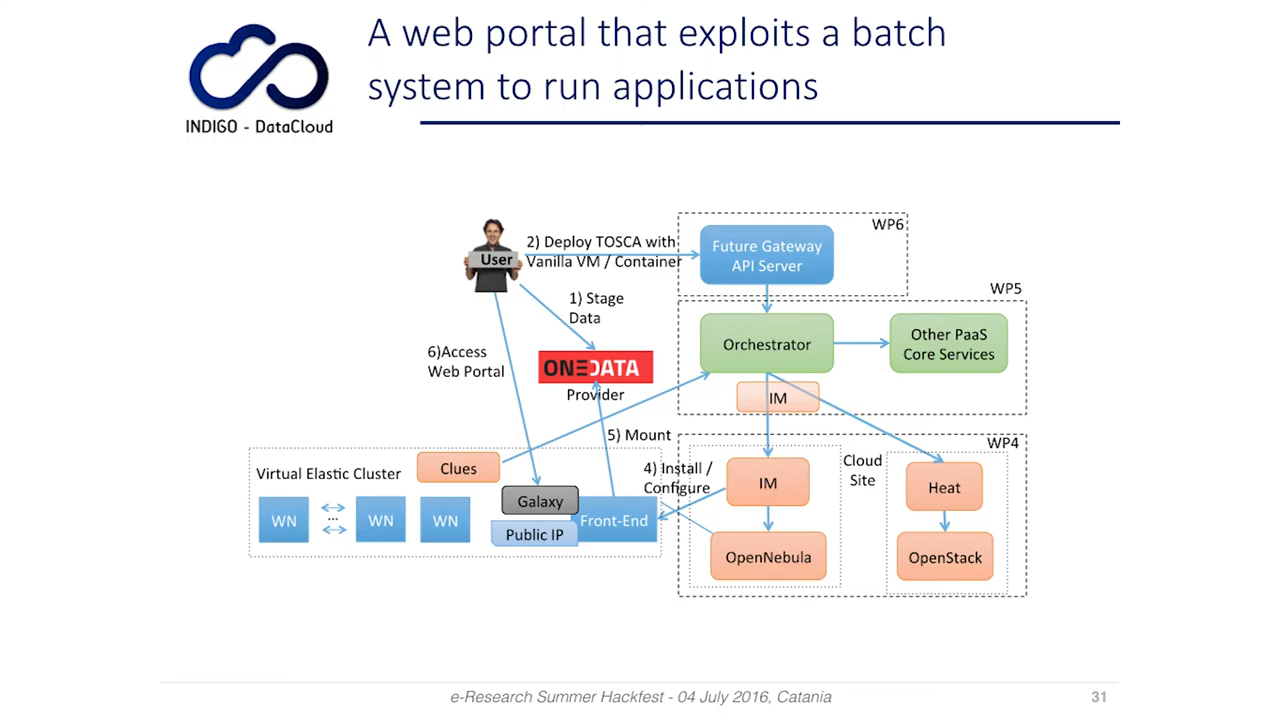 A web portal that exploits a batch
system to run applications
INDIGO - DataCloud
WP6
2) Deploy TOSCA with
Vanilla VM / Container
User
Future Gateway
API Server
WP5
1) Stage
Data
Orchestrator
Other PaaS
Core Services
6)Access
Web Portal
ONEDATA
Provider
IM
5) Mount
WP4
Virtual Elastic Cluster
Clues
4) Install /
Configure
IM
Cloud
Site
Heat
WN
...
WN
WN
Galaxy
Public IP
Front-End
OpenNebula
OpenStack
e-Research Summer Hackfest - 04 July 2016, Catania
31